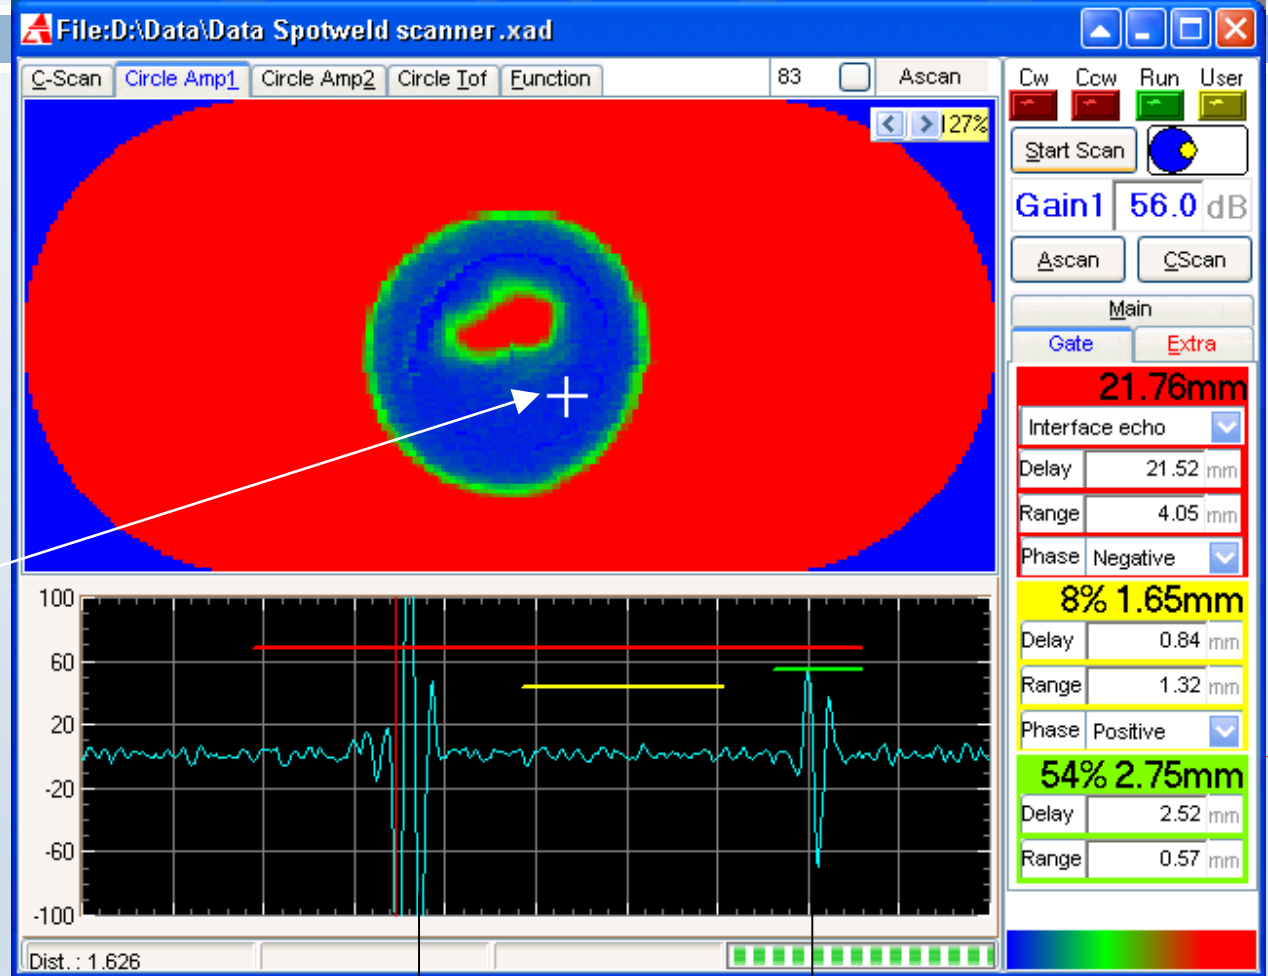 File:D:\Data\Data Spotweld scanner.xad
C-Scan Circle Amp1 Circle Amp2 Circle Tof Function 83 Ascan
Cw Ccw Run User
27%
Start Scan
Gain1 56.0 dB
Ascan CScan
Main
Gate Extra
21.76mm
Interface echo
Delay 21.52 mm
Range 4.05 mm
Phase Negative
8% 1.65mm
Delay 0.84 mm
Range 1.32 mm
Phase Positive
54% 2.75mm
Delay 2.52 mm
Range 0.57 mm
100
60
20
-20
-60
-100
Dist. : 1.626